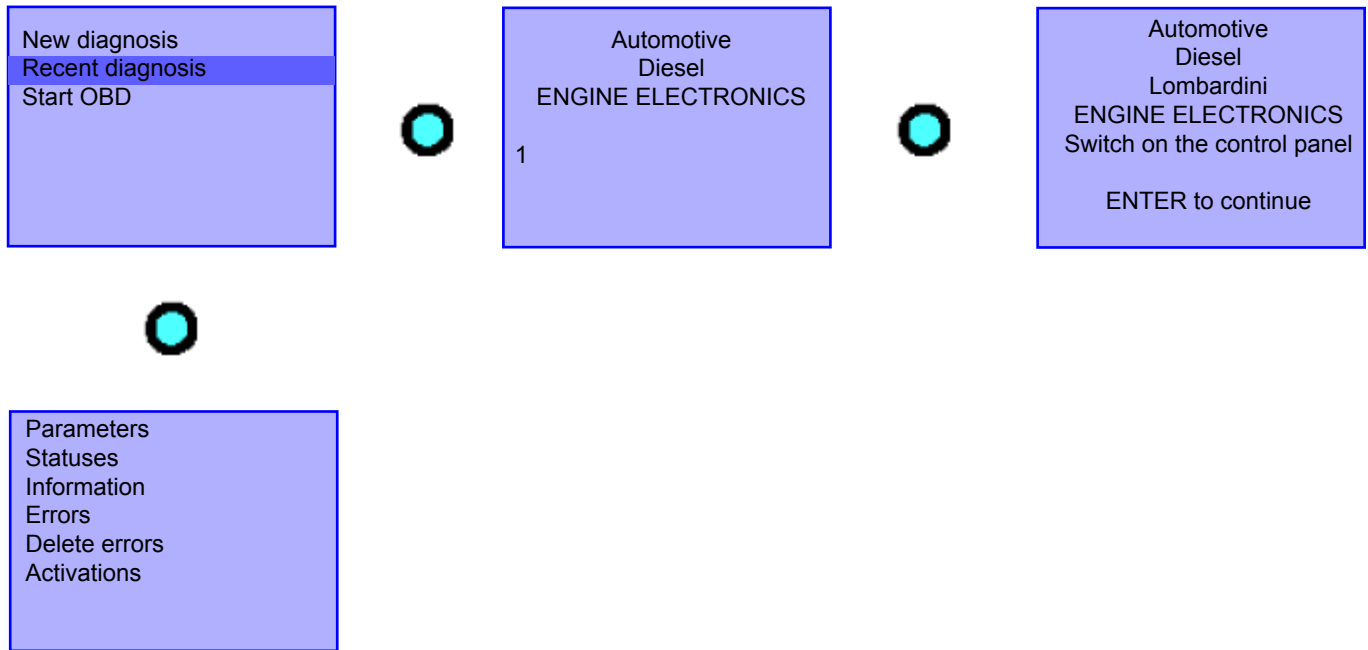 New diagnosis
Recent diagnosis
Start OBD
Automotive
Diesel
ENGINE ELECTRONICS
1
Automotive
Diesel
Lombardini
ENGINE ELECTRONICS
Switch on the control panel
ENTER to continue
Parameters
Statuses
Information
Errors
Delete errors
Activations